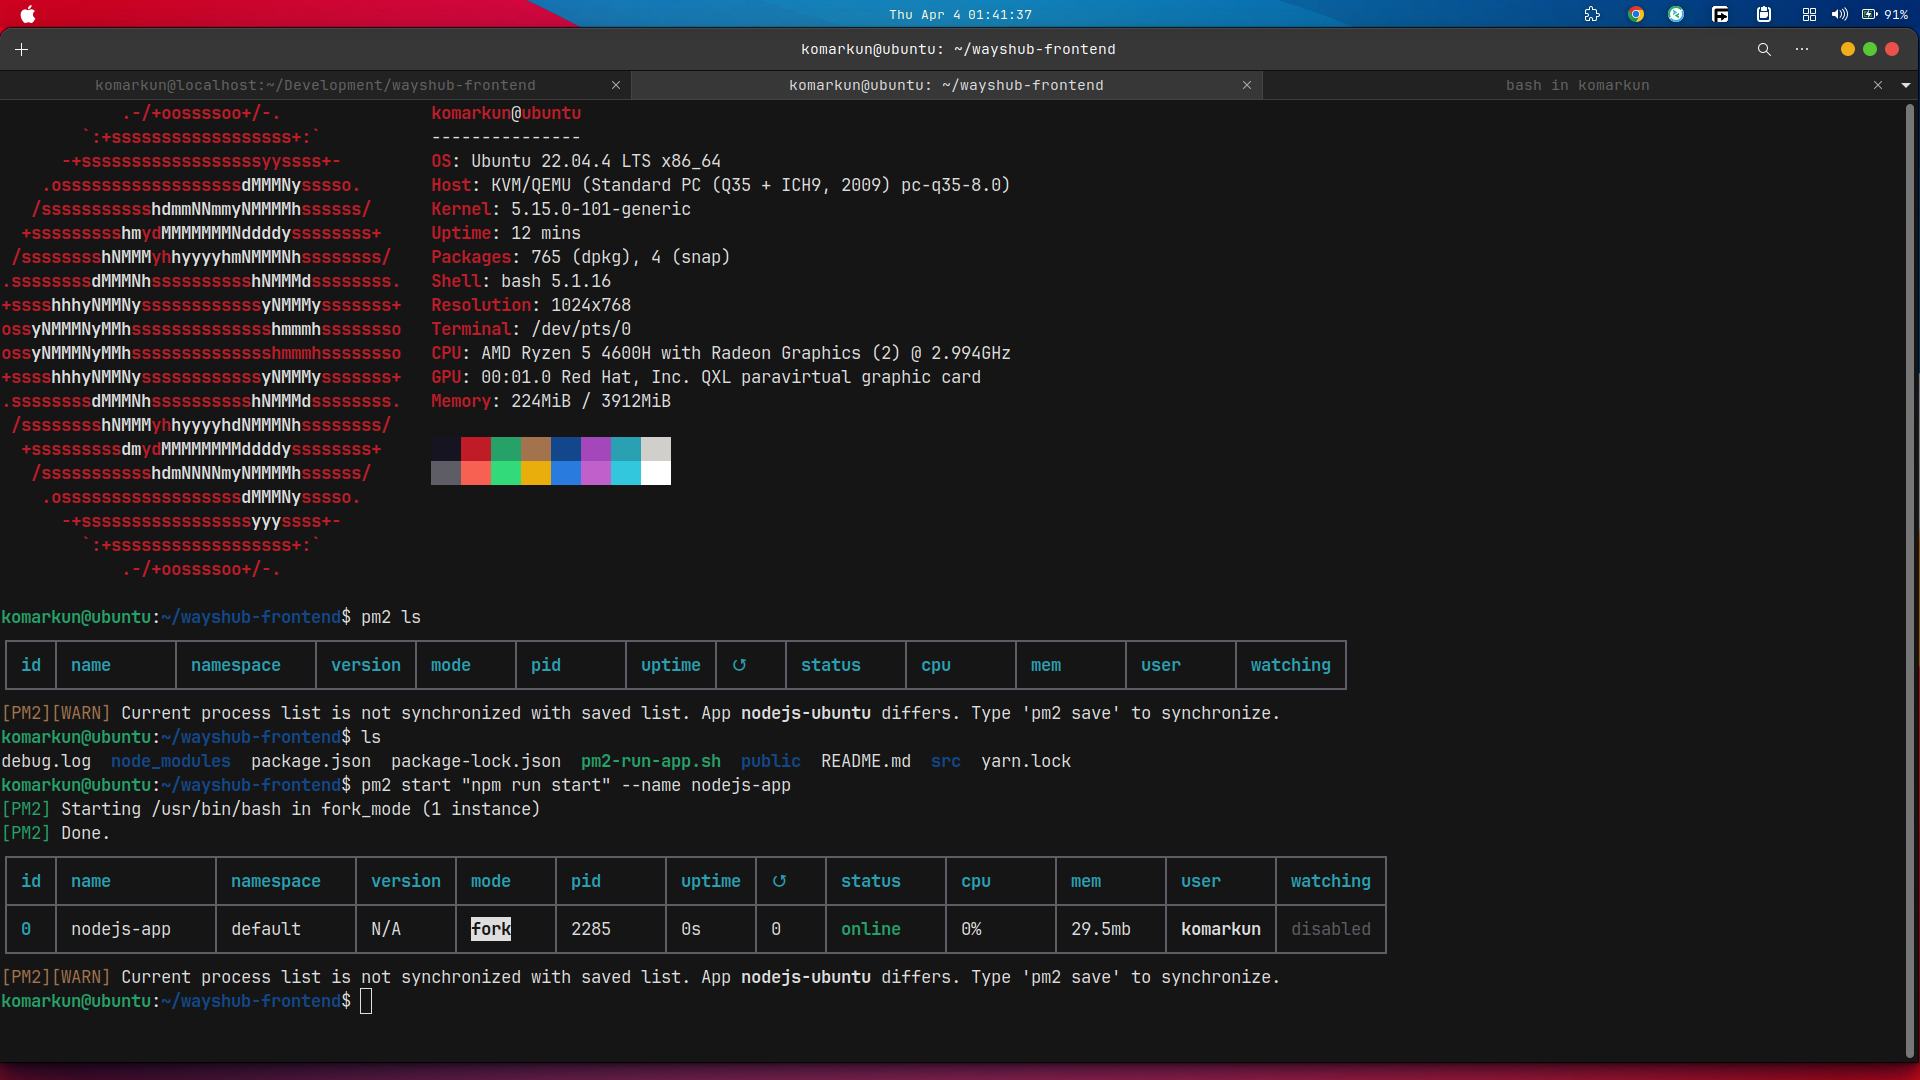 Thu Apr 4 01:41:37
91%
komarkun@ubuntu: ~/wayshub-frontend
komarkun@localhost:~/Development/wayshub-frontend
komarkun@ubuntu: ~/wayshub-frontend
bash in komarkun
.-/+oossssoo+/-. komarkun@ubuntu
`:+ssssssssssssssssss+:` ---------------
-+ssssssssssssssssssyyssss+- OS: Ubuntu 22.04.4 LTS x86_64
.ossssssssssssssssssdMMMNysssso. Host: KVM/QEMU (Standard PC (Q35 + ICH9, 2009) pc-q35-8.0)
/ssssssssssshdmmNNmmyNMMMMhssssss/ Kernel: 5.15.0-101-generic
+ssssssssshmydMMMMMMMNddddyssssssss+ Uptime: 12 mins
/sssssssshNMMMyhhyyyyhmNMMMNhssssssss/ Packages: 765 (dpkg), 4 (snap)
.ssssssssdMMMNhsssssssssshNMMMdssssssss. Shell: bash 5.1.16
+sssshhhyNMMNyssssssssssssyNMMMysssssss+ Resolution: 1024x768
ossyNMMMNyMMhsssssssssssssshmmmhssssssso Terminal: /dev/pts/0
ossyNMMMNyMMhsssssssssssssshmmmhssssssso CPU: AMD Ryzen 5 4600H with Radeon Graphics (2) @ 2.994GHz
+sssshhhyNMMNyssssssssssssyNMMMysssssss+ GPU: 00:01.0 Red Hat, Inc. QXL paravirtual graphic card
.ssssssssdMMMNhsssssssssshNMMMdssssssss. Memory: 224MiB / 3912MiB
/sssssssshNMMMyhhyyyyhdNMMMNhssssssss/
+sssssssssdmydMMMMMMMMddddyssssssss+
/ssssssssssshdmNNNNmyNMMMMhssssss/
.ossssssssssssssssssdMMMNysssso.
-+sssssssssssssssssyyyssss+-
`:+ssssssssssssssssss+:`
.-/+oossssoo+/-.
komarkun@ubuntu:~/wayshub-frontend$ pm2 ls
id name namespace version mode pid uptime ↺ status cpu mem user watching
[PM2][WARN] Current process list is not synchronized with saved list. App nodejs-ubuntu differs. Type 'pm2 save' to synchronize.
komarkun@ubuntu:~/wayshub-frontend$ ls
debug.log node_modules package.json package-lock.json pm2-run-app.sh public README.md src yarn.lock
komarkun@ubuntu:~/wayshub-frontend$ pm2 start "npm run start" --name nodejs-app
[PM2] Starting /usr/bin/bash in fork_mode (1 instance)
[PM2] Done.
id name namespace version mode pid uptime ↺ status cpu mem user watching
0 nodejs-app default N/A fork 2285 0s 0 online 0% 29.5mb komarkun disabled
[PM2][WARN] Current process list is not synchronized with saved list. App nodejs-ubuntu differs. Type 'pm2 save' to synchronize.
komarkun@ubuntu:~/wayshub-frontend$